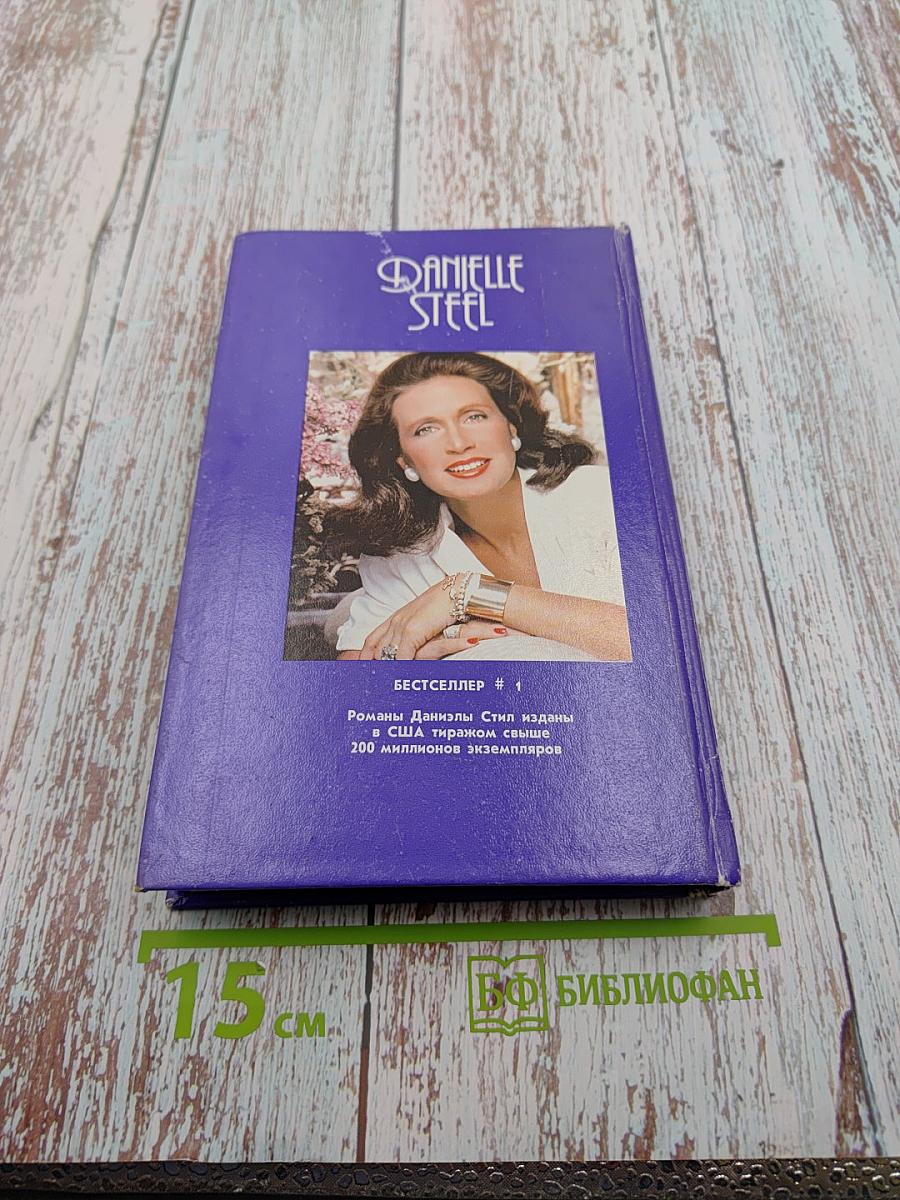 DANIELLE
STEEL
БЕСТСЕЛЛЕР # 1
Романы Даниэлы Стил изданы
в США тиражом свыше
200 миллионов экземпляров
15 см
БФ БИБЛИОФАН